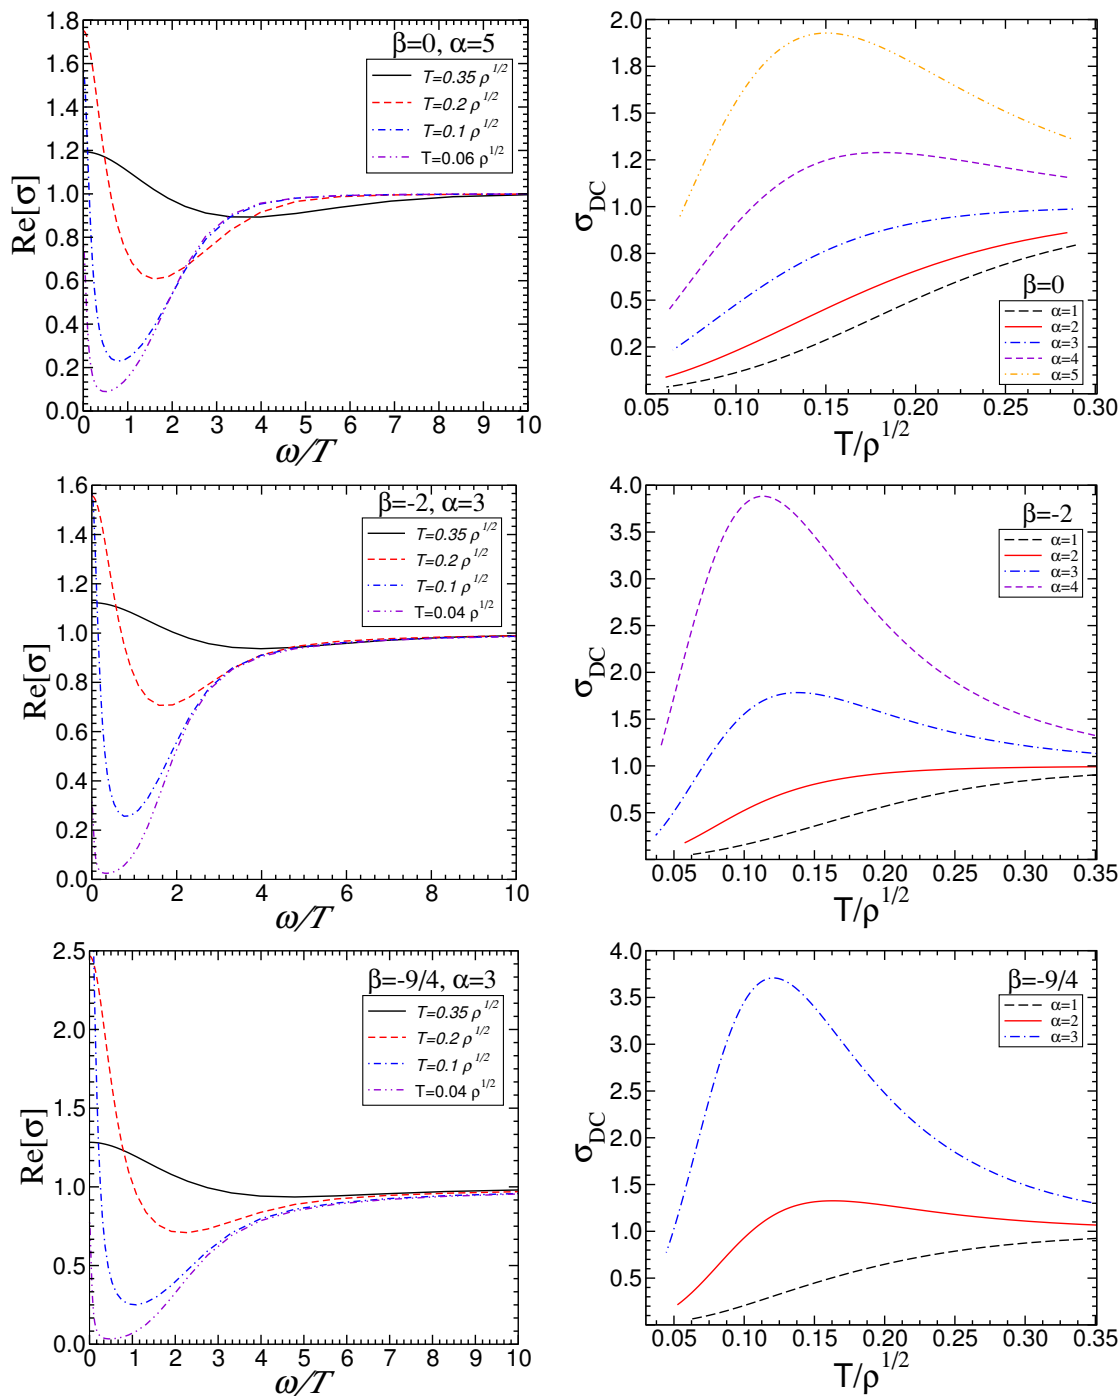 β=0, α=5
T=0.35 ρ^1/2
T=0.2 ρ^1/2
T=0.1 ρ^1/2
T=0.06 ρ^1/2
Re[σ]
1.8
1.6
1.4
1.2
1.0
0.8
0.6
0.4
0.2
0.0
0 1 2 3 4 5 6 7 8 9 10
ω/T
σ_DC
2.0
1.8
1.5
1.2
1.0
0.8
0.5
0.2
β=0
α=1
α=2
α=3
α=4
α=5
0.05 0.10 0.15 0.20 0.25 0.30
T/ρ^1/2
β=-2, α=3
T=0.35 ρ^1/2
T=0.2 ρ^1/2
T=0.1 ρ^1/2
T=0.04 ρ^1/2
Re[σ]
1.6
1.4
1.2
1.0
0.8
0.6
0.4
0.2
0.0
0 2 4 6 8 10
ω/T
σ_DC
4.0
3.5
3.0
2.5
2.0
1.5
1.0
0.5
β=-2
α=1
α=2
α=3
α=4
0.05 0.10 0.15 0.20 0.25 0.30 0.35
T/ρ^1/2
β=-9/4, α=3
T=0.35 ρ^1/2
T=0.2 ρ^1/2
T=0.1 ρ^1/2
T=0.04 ρ^1/2
Re[σ]
2.5
2.0
1.5
1.0
0.5
0.0
0 1 2 3 4 5 6 7 8 9 10
ω/T
σ_DC
4.0
3.5
3.0
2.5
2.0
1.5
1.0
0.5
β=-9/4
α=1
α=2
α=3
0.05 0.10 0.15 0.20 0.25 0.30 0.35
T/ρ^1/2